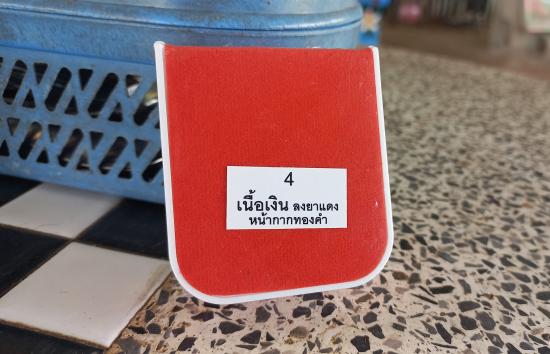 4
เนื้อเงิน ลงยาแดง
หน้ากากทองคำ